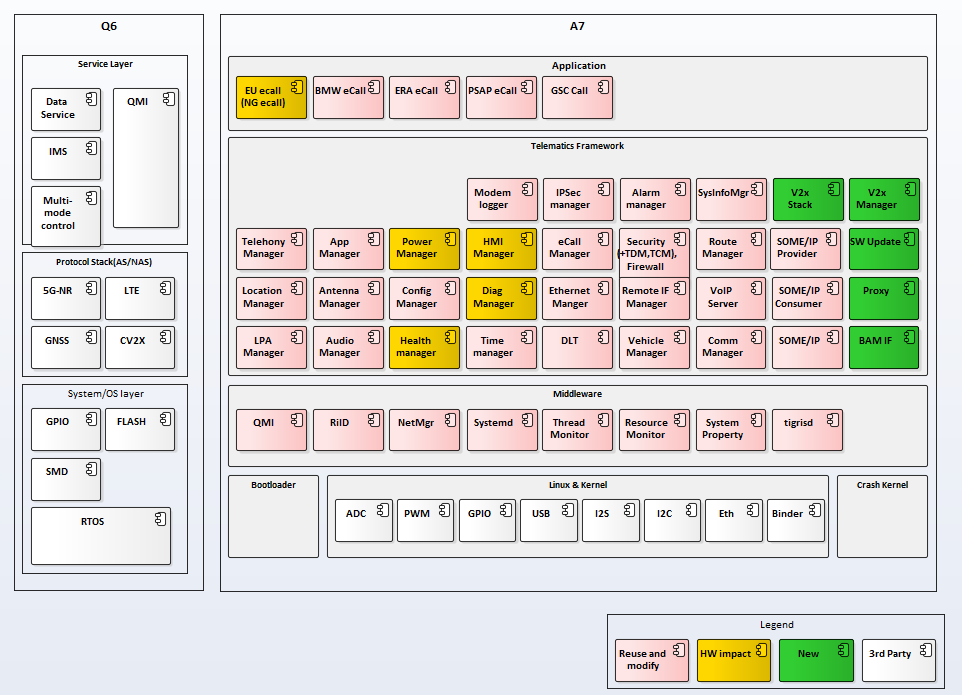 Q6
Service Layer
Data
Service
QMI
IMS
Multi-
mode
control
Protocol Stack(AS/NAS)
5G-NR
LTE
GNSS
CV2X
System/OS layer
GPIO
FLASH
SMD
RTOS
A7
Application
EU ecall
(NG ecall)
BMW eCall
ERA eCall
PSAP eCall
GSC Call
Telematics Framework
Modem
logger
IPSec
manager
Alarm
manager
SysInfoMgr
V2x
Stack
V2x
Manager
Telehony
Manager
App
Manager
Power
Manager
HMI
Manager
eCall
Manager
Security
(+TDM,TCM),
Firewall
Route
Manager
SOME/IP
Provider
SW Update
Location
Manager
Antenna
Manager
Config
Manager
Diag
Manager
Ethernet
Manger
Remote IF
Manager
VoIP
Server
SOME/IP
Consumer
Proxy
LPA
Manager
Audio
Manager
Health
manager
Time
manager
DLT
Vehicle
Manager
Comm
Manager
SOME/IP
BAM IF
Middleware
QMI
RilD
NetMgr
Systemd
Thread
Monitor
Resource
Monitor
System
Property
tigrisd
Bootloader
Linux & Kernel
ADC
PWM
GPIO
USB
I2S
I2C
Eth
Binder
Crash Kernel
Legend
Reuse and
modify
HW impact
New
3rd Party